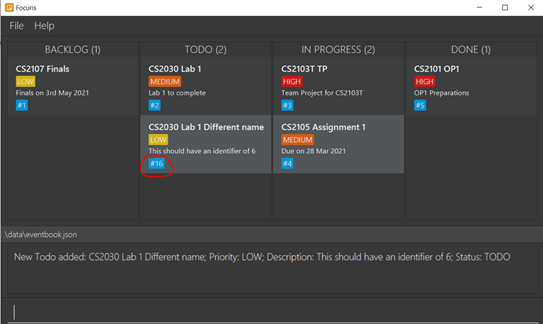 Focuris
File Help
BACKLOG (1)
CS2107 Finals
LOW
Finals on 3rd May 2021
#1
TODO (2)
CS2030 Lab 1
MEDIUM
Lab 1 to complete
#2
CS2030 Lab 1 Different name
LOW
This should have an identifier of 6
#16
IN PROGRESS (2)
CS2103T TP
HIGH
Team Project for CS2103T
#3
CS2105 Assignment 1
MEDIUM
Due on 28 Mar 2021
#4
DONE (1)
CS2101 OP1
HIGH
OP1 Preparations
#5
.\data\eventbook.json
New Todo added: CS2030 Lab 1 Different name; Priority: LOW; Description: This should have an identifier of 6; Status: TODO